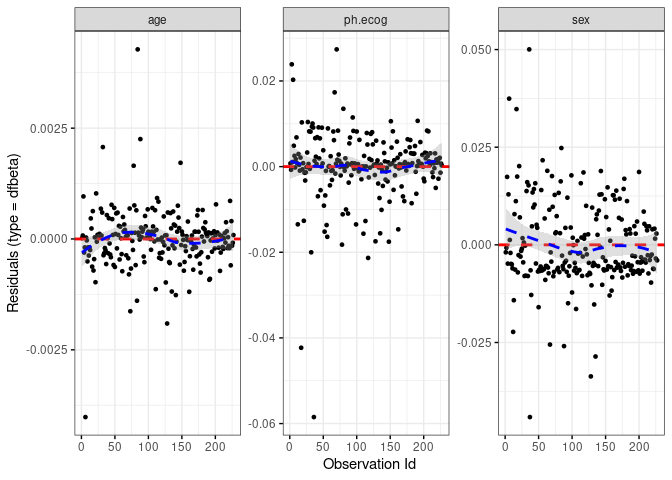 age
ph.ecog
sex
Residuals (type = dfbeta)
0.0025
0.0000
-0.0025
0.02
0.00
-0.02
-0.04
-0.06
0.050
0.025
0.000
-0.025
0 50 100 150 200
0 50 100 150 200
0 50 100 150 200
Observation Id